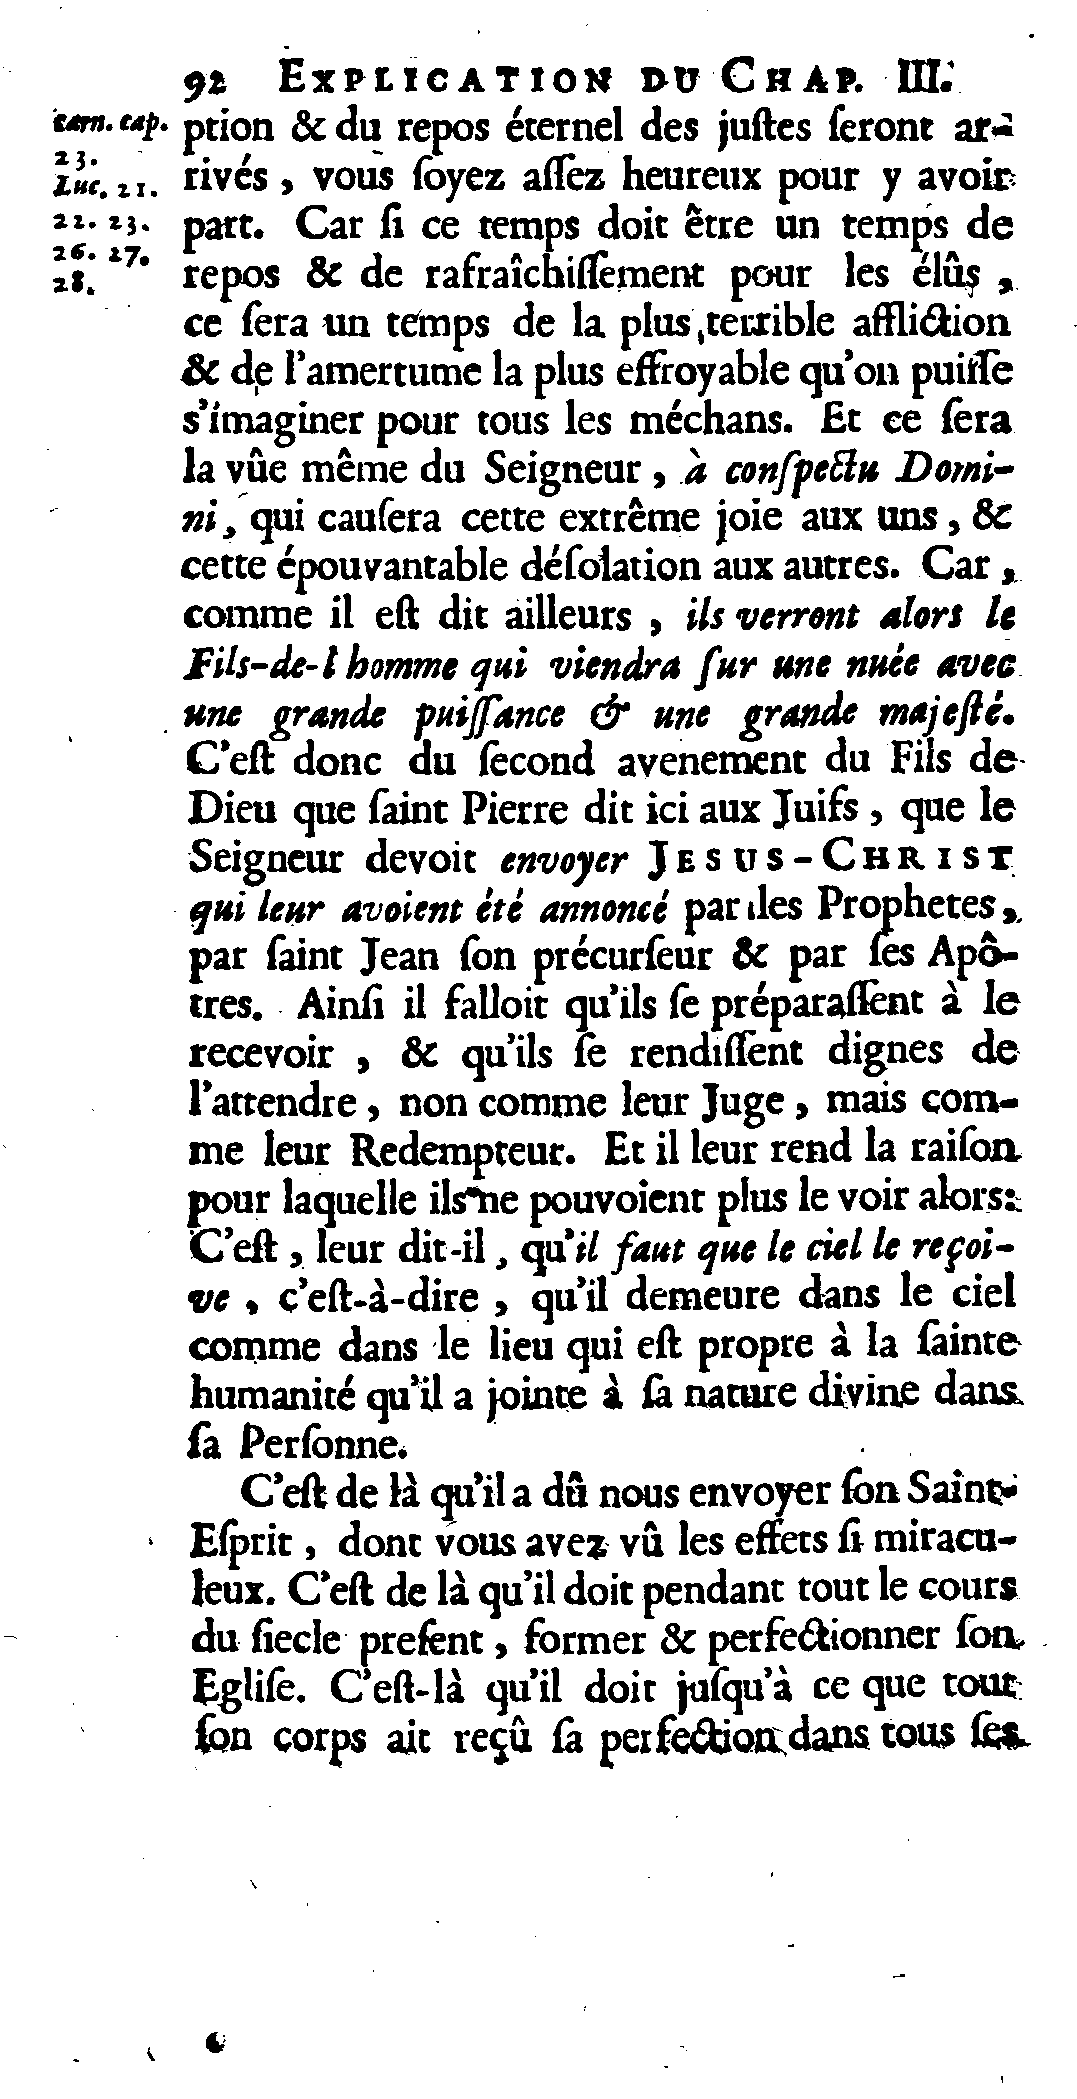 92 EXPLICATION DU CHAP. III.
carn. cap.
23.
Luc. 21.
22. 23.
26. 27.
28.
ption & du repos éternel des juſtes ſeront ar-
rivés, vous ſoyez aſſez heureux pour y avoir
part. Car ſi ce temps doit être un temps de
repos & de rafraîchiſſement pour les élûs,
ce ſera un temps de la plus terrible affliction
& de l'amertume la plus effroyable qu'on puiſſe
s'imaginer pour tous les méchans. Et ce ſera
la vûe même du Seigneur, à conſpectu Domi-
ni, qui cauſera cette extrême joie aux uns, &
cette épouvantable déſolation aux autres. Car,
comme il eſt dit ailleurs, ils verront alors le
Fils-de-l homme qui viendra ſur une nuée avec
une grande puiſſance & une grande majeſté.
C'eſt donc du ſecond avenement du Fils de
Dieu que ſaint Pierre dit ici aux Juifs, que le
Seigneur devoit envoyer JESUS-CHRIST
qui leur avoient été annoncé par les Prophetes,
par ſaint Jean ſon précurſeur & par ſes Apô-
tres. Ainſi il falloit qu'ils ſe préparaſſent à le
recevoir, & qu'ils ſe rendiſſent dignes de
l'attendre, non comme leur Juge, mais com-
me leur Redempteur. Et il leur rend la raiſon
pour laquelle ils ne pouvoient plus le voir alors:
C'eſt, leur dit-il, qu'il faut que le ciel le reçoi-
ve, c'eſt-à-dire, qu'il demeure dans le ciel
comme dans le lieu qui eſt propre à la ſainte
humanité qu'il a jointe à ſa nature divine dans
ſa Perſonne.
C'eſt de là qu'il a dû nous envoyer ſon Saint-
Eſprit, dont vous avez vû les effets ſi miracu-
leux. C'eſt de là qu'il doit pendant tout le cours
du ſiecle preſent, former & perfectionner ſon
Egliſe. C'eſt-là qu'il doit juſqu'à ce que tout
ſon corps ait reçû ſa perfection dans tous ſes